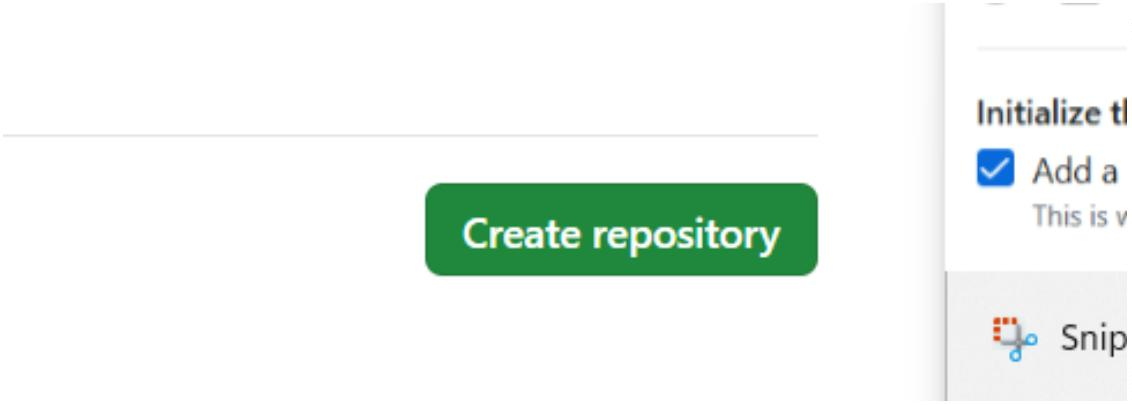 Create repository
Initialize
Add a
This is
Snip